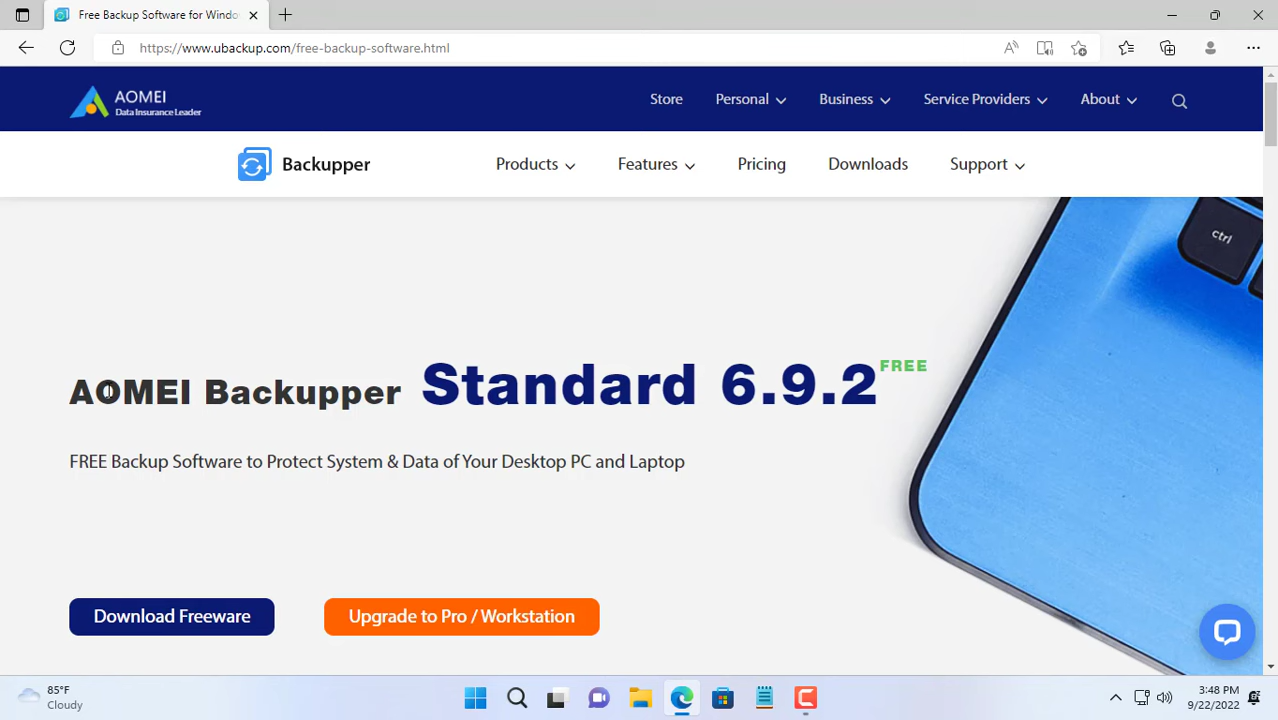 Free Backup Software for Windo
https://www.ubackup.com/free-backup-software.html
AOMEI
Data Insurance Leader
Store Personal Business Service Providers About
Backupper Products Features Pricing Downloads Support
ctrl
AOMEI Backupper Standard 6.9.2 FREE
FREE Backup Software to Protect System & Data of Your Desktop PC and Laptop
Download Freeware Upgrade to Pro / Workstation
85°F
Cloudy
3:48 PM
9/22/2022